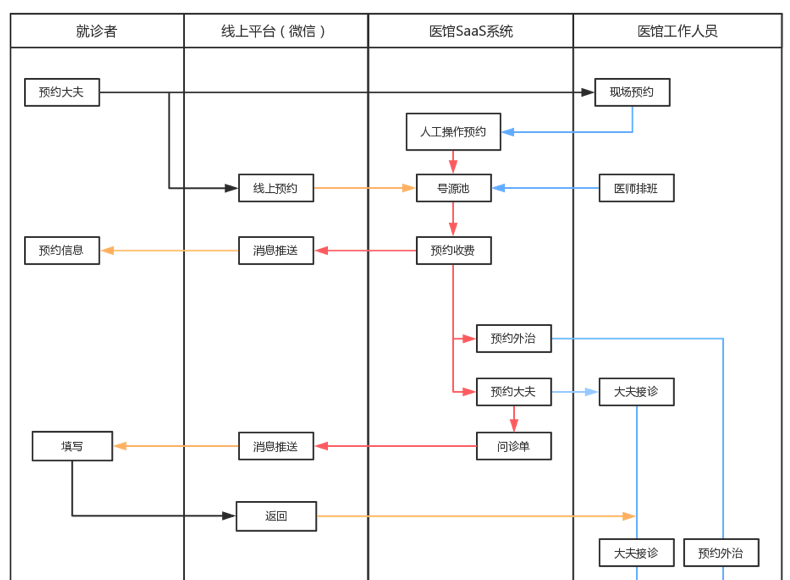 就诊者
线上平台（微信）
医馆SaaS系统
医馆工作人员
预约大夫
现场预约
人工操作预约
线上预约
号源池
医师排班
预约信息
消息推送
预约收费
预约外治
预约大夫
大夫接诊
填写
消息推送
问诊单
返回
大夫接诊
预约外治